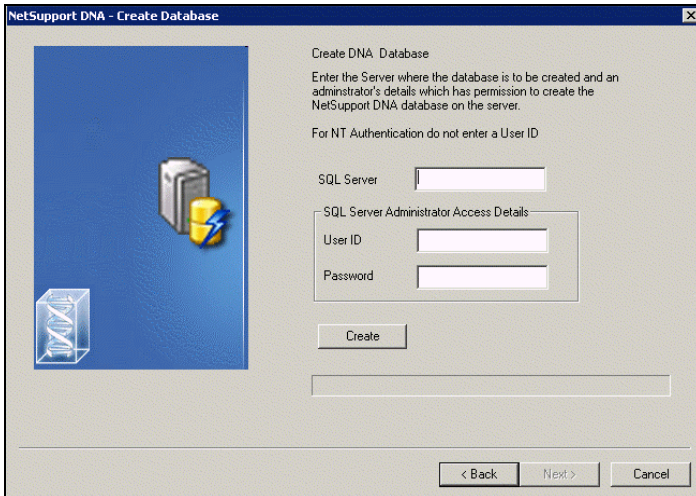 NetSupport DNA - Create Database
Create DNA Database
Enter the Server where the database is to be created and an
adminstrator's details which has permission to create the
NetSupport DNA database on the server.
For NT Authentication do not enter a User ID
SQL Server
SQL Server Administrator Access Details
User ID
Password
Create
< Back
Next >
Cancel